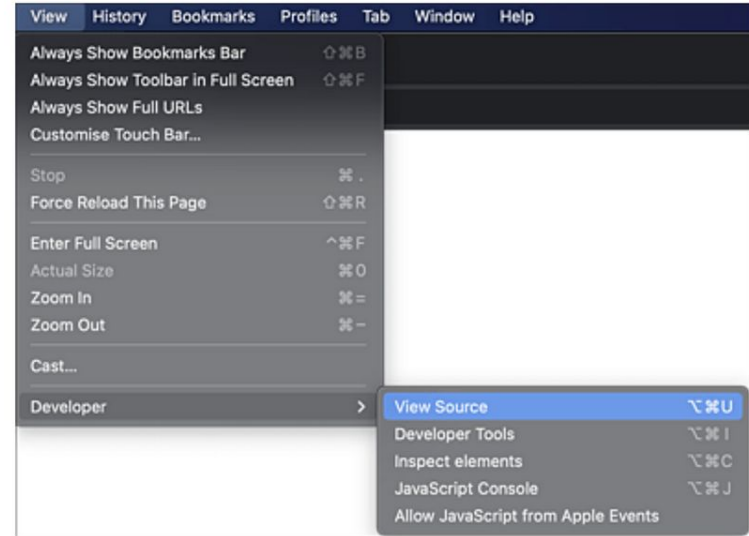 View History Bookmarks Profiles Tab Window Help
Always Show Bookmarks Bar ⇧⌘B
Always Show Toolbar in Full Screen ⇧⌘F
Always Show Full URLs
Customise Touch Bar...
Stop ⌘.
Force Reload This Page ⇧⌘R
Enter Full Screen ^⌘F
Actual Size ⌘0
Zoom In ⌘=
Zoom Out ⌘−
Cast...
Developer >
View Source ⌥⌘U
Developer Tools ⌥⌘I
Inspect elements ⌥⌘C
JavaScript Console ⌥⌘J
Allow JavaScript from Apple Events